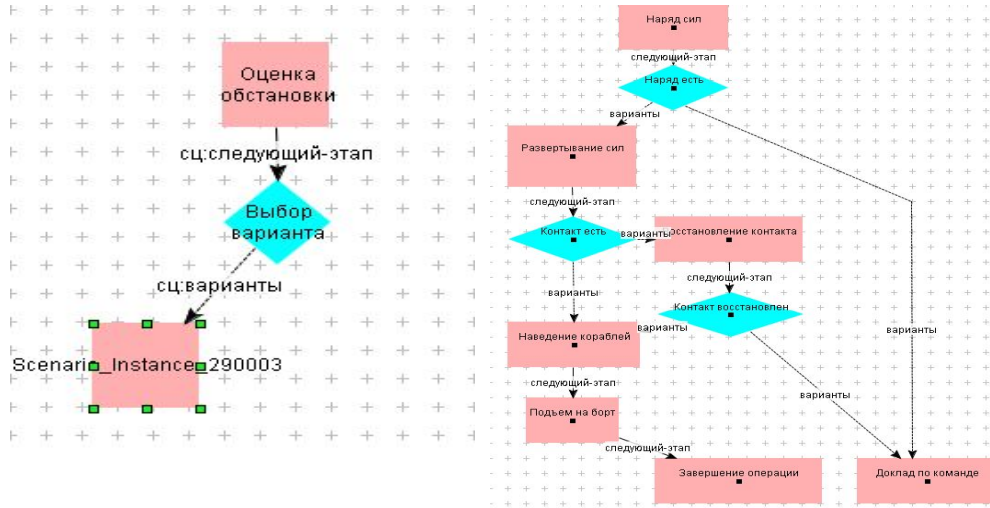 Оценка
обстановки
сц:следующий-этап
Выбор
варианта
сц:варианты
Scenario_Instance_290003
Наряд сил
следующий-этап
Наряд есть
варианты
Развертывание сил
следующий-этап
Контакт есть
варианты
осстановление контакта
следующий-этап
варианты
Контакт восстановлен
Наведение кораблей
варианты
варианты
следующий-этап
варианты
Подъем на борт
следующий-этап
Завершение операции
Доклад по команде